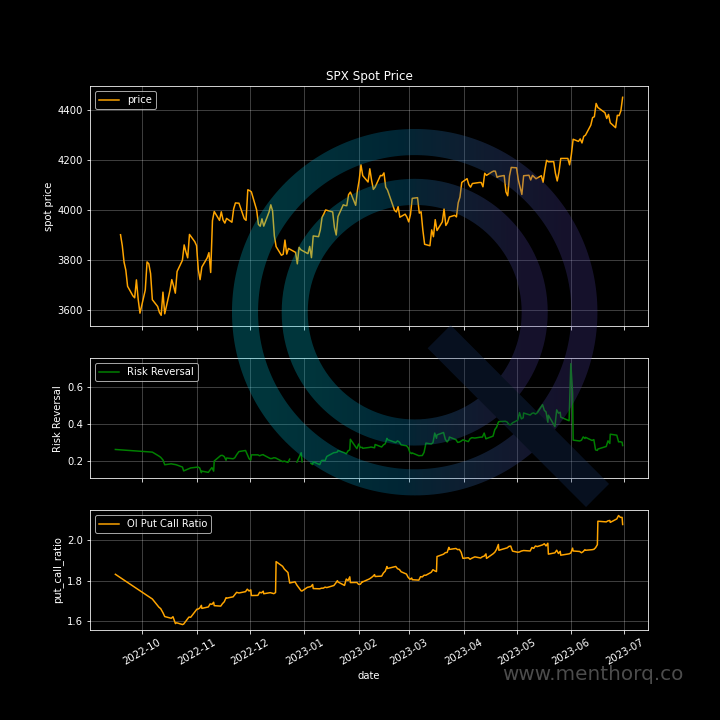 SPX Spot Price
price
4400
4200
4000
3800
3600
spot price
Risk Reversal
0.6
0.4
0.2
Risk Reversal
OI Put Call Ratio
2.0
1.8
1.6
put_call_ratio
2022-10
2022-11
2022-12
2023-01
2023-02
2023-03
2023-04
2023-05
2023-06
2023-07
date
www.menthorq.co